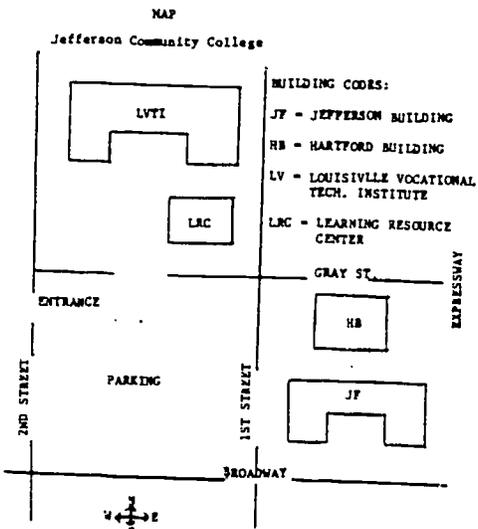 MAP
Jefferson Community College
BUILDING CODES:
LVTI
JF = JEFFERSON BUILDING
HB = HARTFORD BUILDING
LV = LOUISIVLLE VOCATIONAL
TECH. INSTITUTE
LRC
LRC = LEARNING RESOURCE
CENTER
GRAY ST.
EXPRESSWAY
ENTRANCE
HB
2ND STREET
PARKING
1ST STREET
JF
BROADWAY
W E